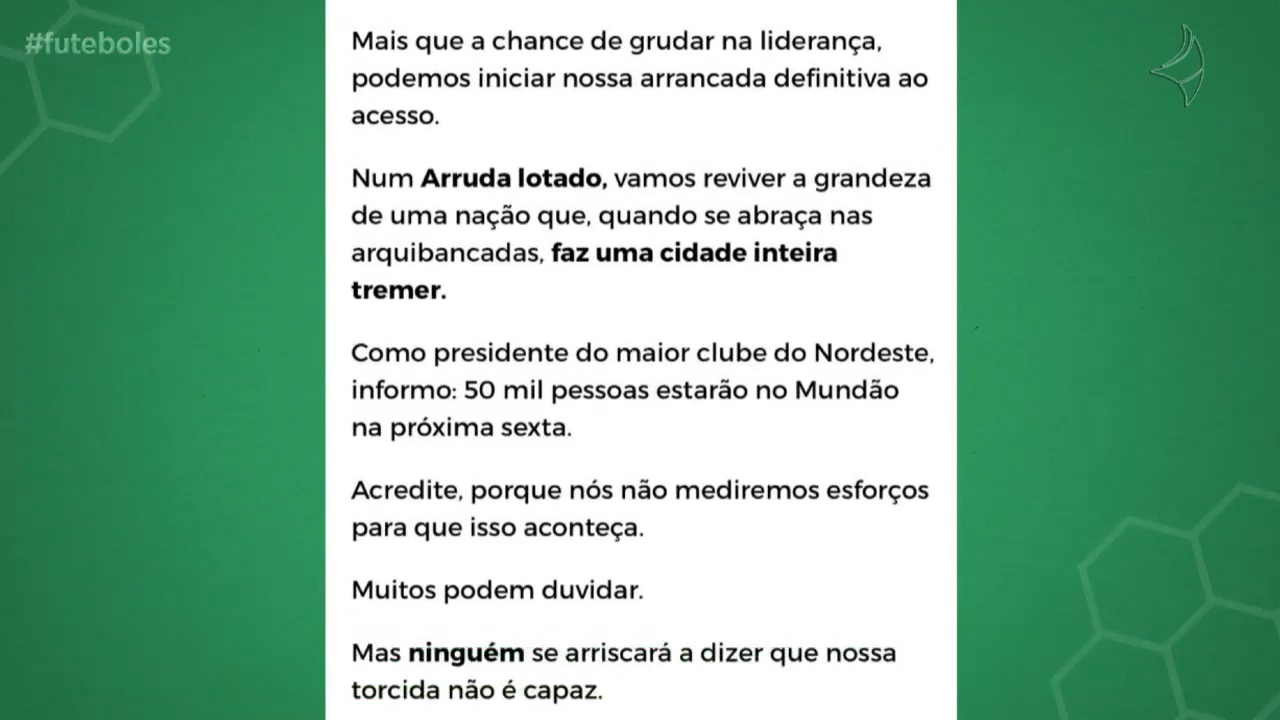 #futeboles
Mais que a chance de grudar na liderança,
podemos iniciar nossa arrancada definitiva ao
acesso.
Num Arruda lotado, vamos reviver a grandeza
de uma nação que, quando se abraça nas
arquibancadas, faz uma cidade inteira
tremer.
Como presidente do maior clube do Nordeste,
informo: 50 mil pessoas estarão no Mundão
na próxima sexta.
Acredite, porque nós não mediremos esforços
para que isso aconteça.
Muitos podem duvidar.
Mas ninguém se arriscará a dizer que nossa
torcida não é capaz.